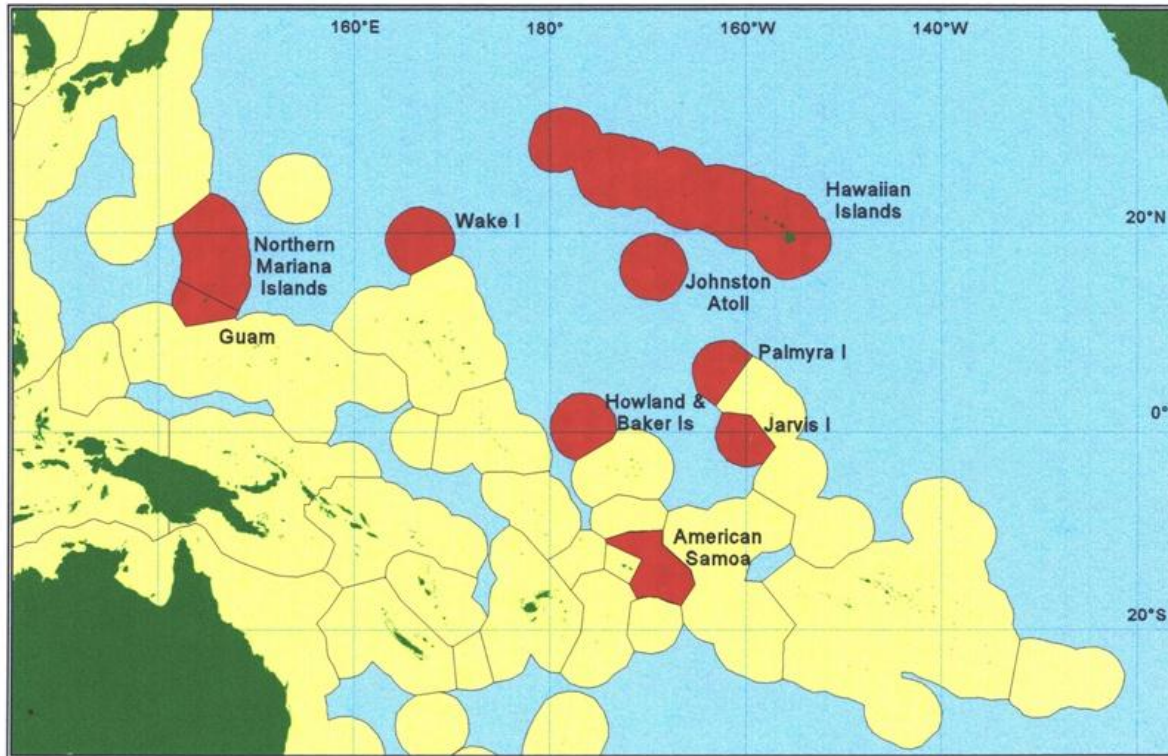 160°E
180°
160°W
140°W
Hawaiian
Islands
20°N
Wake I
Northern
Mariana
Islands
Johnston
Atoll
Guam
Palmyra I
Howland &
Baker Is
Jarvis I
0°
American
Samoa
20°S